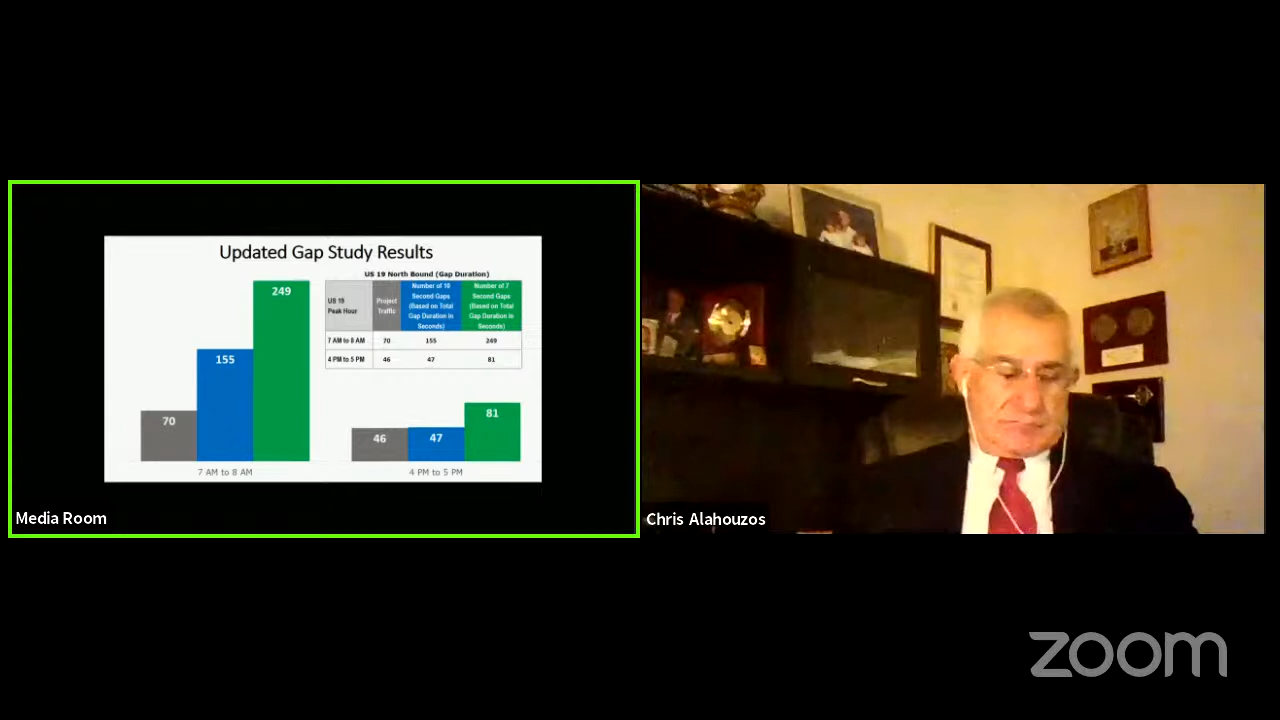 Updated Gap Study Results
US 19 North Bound (Gap Duration)
US 19
Peak Hour
Project
Traffic
Number of 10
Second Gaps
(Based on Total
Gap Duration in
Seconds)
Number of 7
Second Gaps
(Based on Total
Gap Duration in
Seconds)
7 AM to 8 AM 70 155 249
4 PM to 5 PM 46 47 81
249
155
70
81
46
47
7 AM to 8 AM
4 PM to 5 PM
Media Room
Chris Alahouzos
zoom